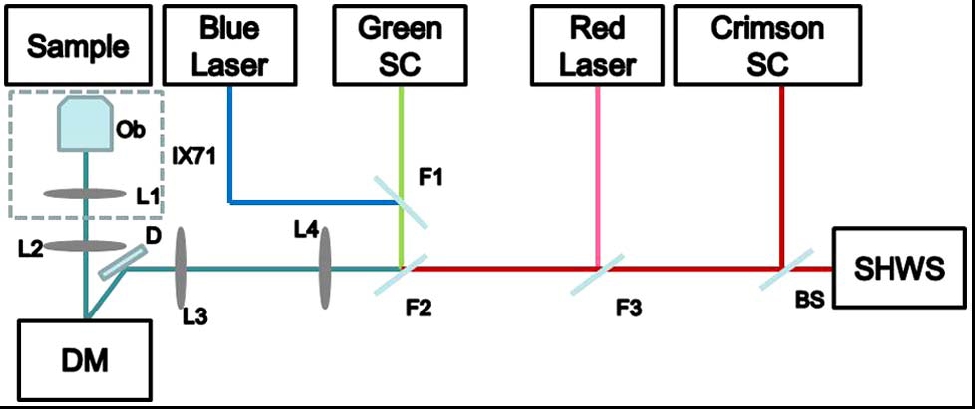 Sample
Blue
Laser
Green
SC
Red
Laser
Crimson
SC
Ob
IX71
F1
L1
L2
D
L4
L3
F2
F3
BS
SHWS
DM